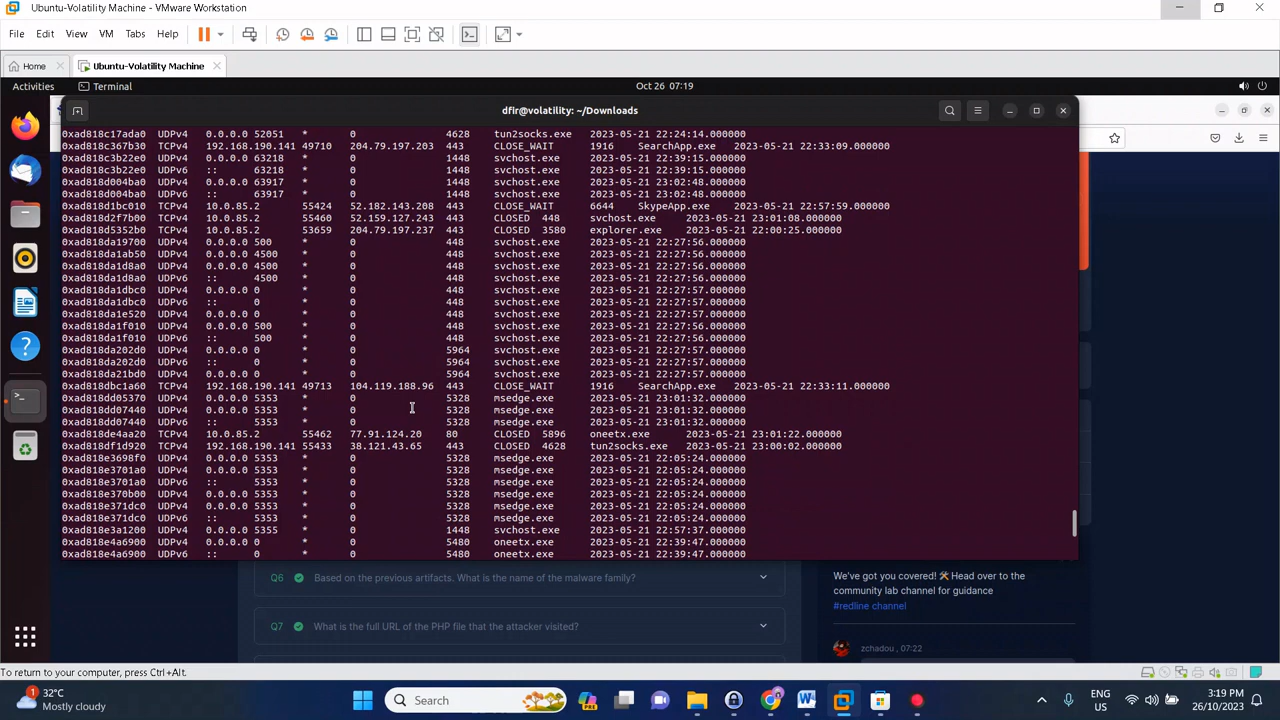 Ubuntu-Volatility Machine - VMware Workstation
File Edit View VM Tabs Help
Home Ubuntu-Volatility Machine
Activities Terminal Oct 26 07:19
dfir@volatility: ~/Downloads
0xad818c17ada0 UDPv4 0.0.0.0 52051 * 0 4628 tun2socks.exe 2023-05-21 22:24:14.000000
0xad818c367b30 TCPv4 192.168.190.141 49710 204.79.197.203 443 CLOSE_WAIT 1916 SearchApp.exe 2023-05-21 22:33:09.000000
0xad818c3b22e0 UDPv4 0.0.0.0 63218 * 0 1448 svchost.exe 2023-05-21 22:39:15.000000
0xad818c3b22e0 UDPv6 :: 63218 * 0 1448 svchost.exe 2023-05-21 22:39:15.000000
0xad818d004ba0 UDPv4 0.0.0.0 63917 * 0 1448 svchost.exe 2023-05-21 23:02:48.000000
0xad818d004ba0 UDPv6 :: 63917 * 0 1448 svchost.exe 2023-05-21 23:02:48.000000
0xad818d1bc010 TCPv4 10.0.85.2 55424 52.182.143.208 443 CLOSE_WAIT 6644 SkypeApp.exe 2023-05-21 22:57:59.000000
0xad818d2f7b00 TCPv4 10.0.85.2 55460 52.159.127.243 443 CLOSED 448 svchost.exe 2023-05-21 23:01:08.000000
0xad818d5352b0 TCPv4 10.0.85.2 53659 204.79.197.237 443 CLOSED 3580 explorer.exe 2023-05-21 22:00:25.000000
0xad818da19700 UDPv4 0.0.0.0 500 * 0 448 svchost.exe 2023-05-21 22:27:56.000000
0xad818da1ab50 UDPv4 0.0.0.0 4500 * 0 448 svchost.exe 2023-05-21 22:27:56.000000
0xad818da1d8a0 UDPv4 0.0.0.0 4500 * 0 448 svchost.exe 2023-05-21 22:27:56.000000
0xad818da1d8a0 UDPv6 :: 4500 * 0 448 svchost.exe 2023-05-21 22:27:56.000000
0xad818da1dbc0 UDPv4 0.0.0.0 0 * 0 448 svchost.exe 2023-05-21 22:27:57.000000
0xad818da1dbc0 UDPv6 :: 0 * 0 448 svchost.exe 2023-05-21 22:27:57.000000
0xad818da1e520 UDPv4 0.0.0.0 0 * 0 448 svchost.exe 2023-05-21 22:27:57.000000
0xad818da1f010 UDPv4 0.0.0.0 500 * 0 448 svchost.exe 2023-05-21 22:27:56.000000
0xad818da1f010 UDPv6 :: 500 * 0 448 svchost.exe 2023-05-21 22:27:56.000000
0xad818da202d0 UDPv4 0.0.0.0 0 * 0 5964 svchost.exe 2023-05-21 22:27:57.000000
0xad818da202d0 UDPv6 :: 0 * 0 5964 svchost.exe 2023-05-21 22:27:57.000000
0xad818da21bd0 UDPv4 0.0.0.0 0 * 0 5964 svchost.exe 2023-05-21 22:27:57.000000
0xad818dbc1a60 TCPv4 192.168.190.141 49713 104.119.188.96 443 CLOSE_WAIT 1916 SearchApp.exe 2023-05-21 22:33:11.000000
0xad818dd05370 UDPv4 0.0.0.0 5353 * 0 5328 msedge.exe 2023-05-21 23:01:32.000000
0xad818dd07440 UDPv4 0.0.0.0 5353 * 0 5328 msedge.exe 2023-05-21 23:01:32.000000
0xad818dd07440 UDPv6 :: 5353 * 0 5328 msedge.exe 2023-05-21 23:01:32.000000
0xad818de4aa20 TCPv4 10.0.85.2 55462 77.91.124.20 80 CLOSED 5896 oneetx.exe 2023-05-21 23:01:22.000000
0xad818df1d920 TCPv4 192.168.190.141 55433 38.121.43.65 443 CLOSED 4628 tun2socks.exe 2023-05-21 23:00:02.000000
0xad818e3698f0 UDPv4 0.0.0.0 5353 * 0 5328 msedge.exe 2023-05-21 22:05:24.000000
0xad818e3701a0 UDPv4 0.0.0.0 5353 * 0 5328 msedge.exe 2023-05-21 22:05:24.000000
0xad818e3701a0 UDPv6 :: 5353 * 0 5328 msedge.exe 2023-05-21 22:05:24.000000
0xad818e370b00 UDPv4 0.0.0.0 5353 * 0 5328 msedge.exe 2023-05-21 22:05:24.000000
0xad818e371dc0 UDPv4 0.0.0.0 5353 * 0 5328 msedge.exe 2023-05-21 22:05:24.000000
0xad818e371dc0 UDPv6 :: 5353 * 0 5328 msedge.exe 2023-05-21 22:05:24.000000
0xad818e3a1200 UDPv4 0.0.0.0 5355 * 0 1448 svchost.exe 2023-05-21 22:57:37.000000
0xad818e4a6900 UDPv4 0.0.0.0 0 * 0 5480 oneetx.exe 2023-05-21 22:39:47.000000
0xad818e4a6900 UDPv6 :: 0 * 0 5480 oneetx.exe 2023-05-21 22:39:47.000000
Q6 Based on the previous artifacts. What is the name of the malware family?
Q7 What is the full URL of the PHP file that the attacker visited?
We've got you covered! 🛠 Head over to the
community lab channel for guidance
#redline channel
zchadou , 07:22
To return to your computer, press Ctrl+Alt.
1
32°C
Mostly cloudy
Search
PRE
ENG
US
3:19 PM
26/10/2023